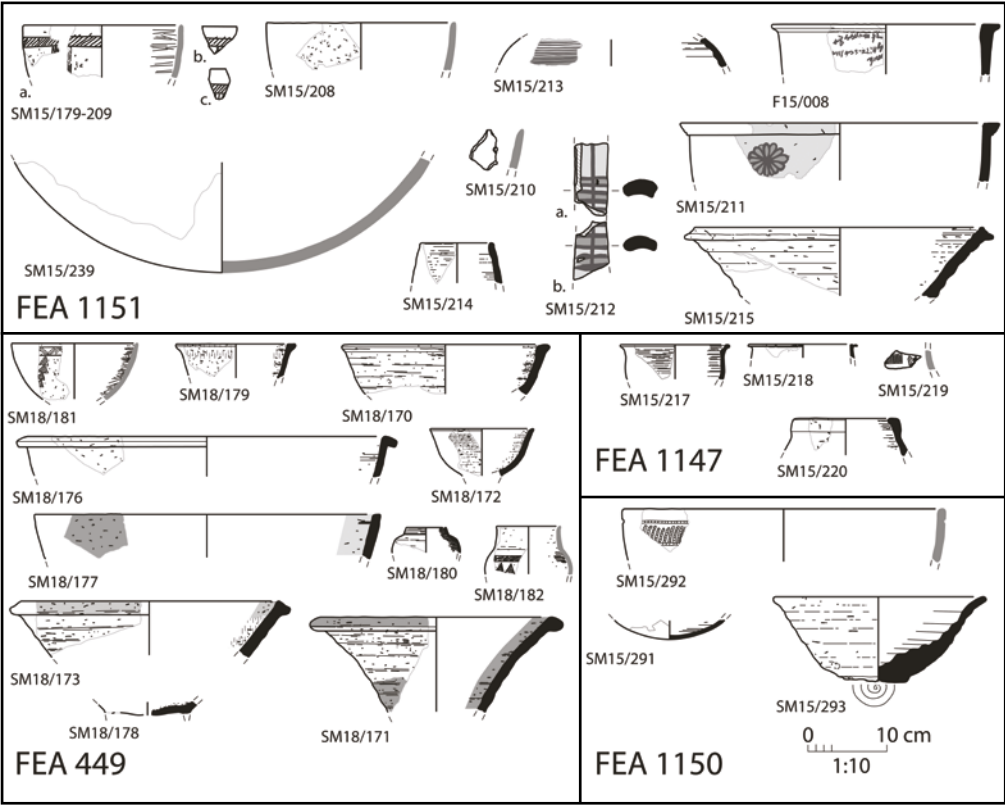 a.
SM15/179-209
b.
c.
SM15/208
SM15/213
F15/008
SM15/239
SM15/210
a.
b.
SM15/212
SM15/211
SM15/214
SM15/215
FEA 1151
SM18/181
SM18/179
SM18/170
SM18/176
SM18/172
SM18/177
SM18/180
SM18/182
SM18/173
SM18/178
SM18/171
FEA 449
SM15/217
SM15/218
SM15/219
SM15/220
FEA 1147
SM15/292
SM15/291
SM15/293
0 10 cm
1:10
FEA 1150